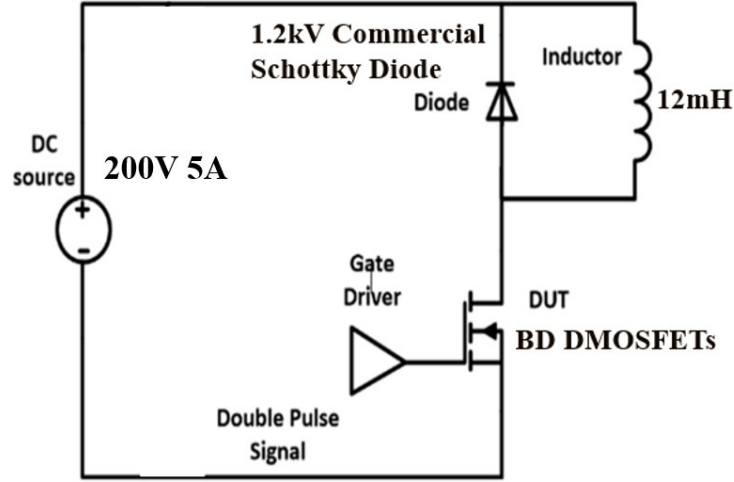 1.2kV Commercial
Schottky Diode
Inductor
Diode
12mH
DC
source
200V 5A
+
-
Gate
Driver
DUT
BD DMOSFETs
Double Pulse
Signal